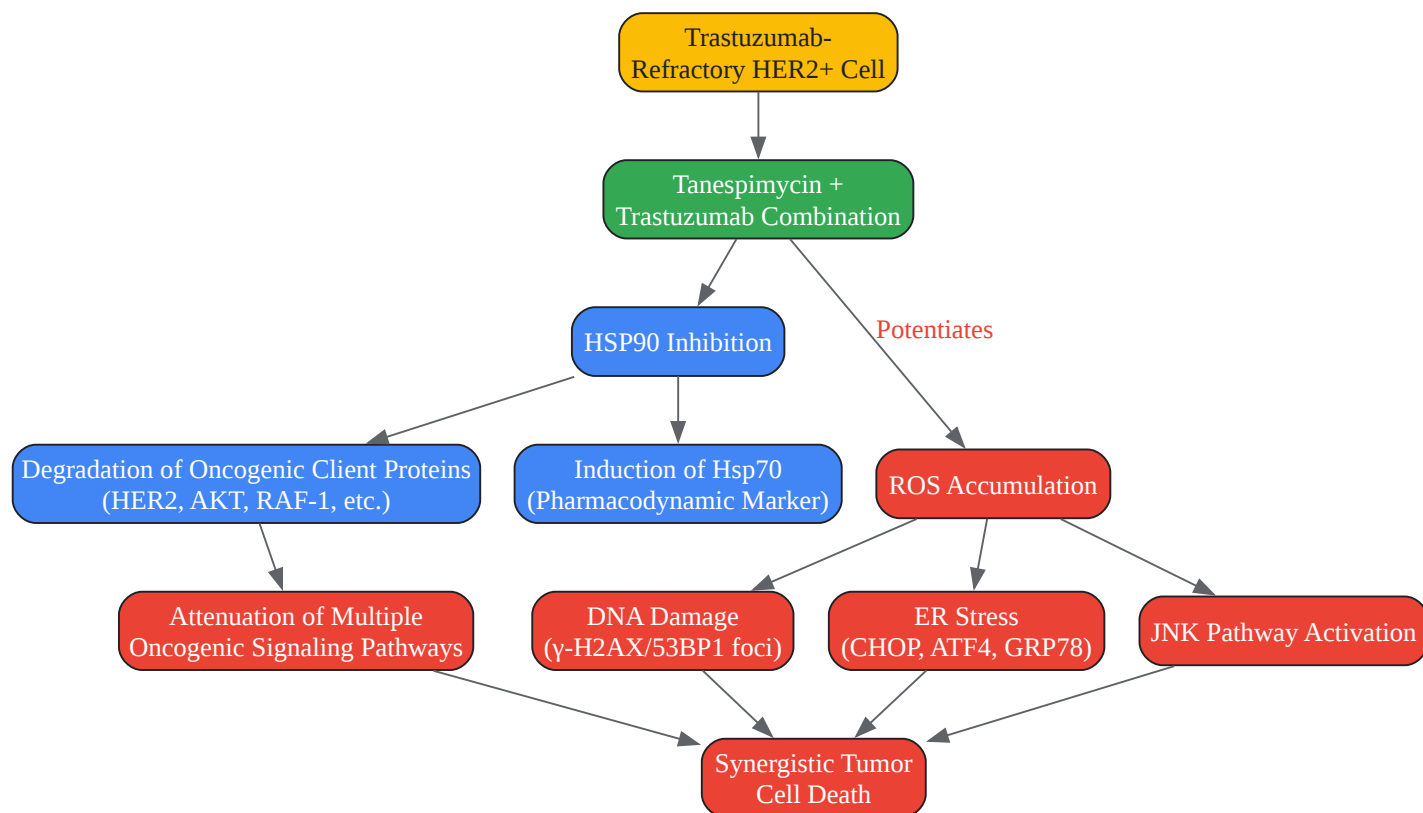 Trastuzumab-
Refractory HER2+ Cell
Tanespimycin +
Trastuzumab Combination
HSP90 Inhibition
Potentiates
Degradation of Oncogenic Client Proteins
(HER2, AKT, RAF-1, etc.)
Induction of Hsp70
(Pharmacodynamic Marker)
ROS Accumulation
Attenuation of Multiple
Oncogenic Signaling Pathways
DNA Damage
(γ-H2AX/53BP1 foci)
ER Stress
(CHOP, ATF4, GRP78)
JNK Pathway Activation
Synergistic Tumor
Cell Death